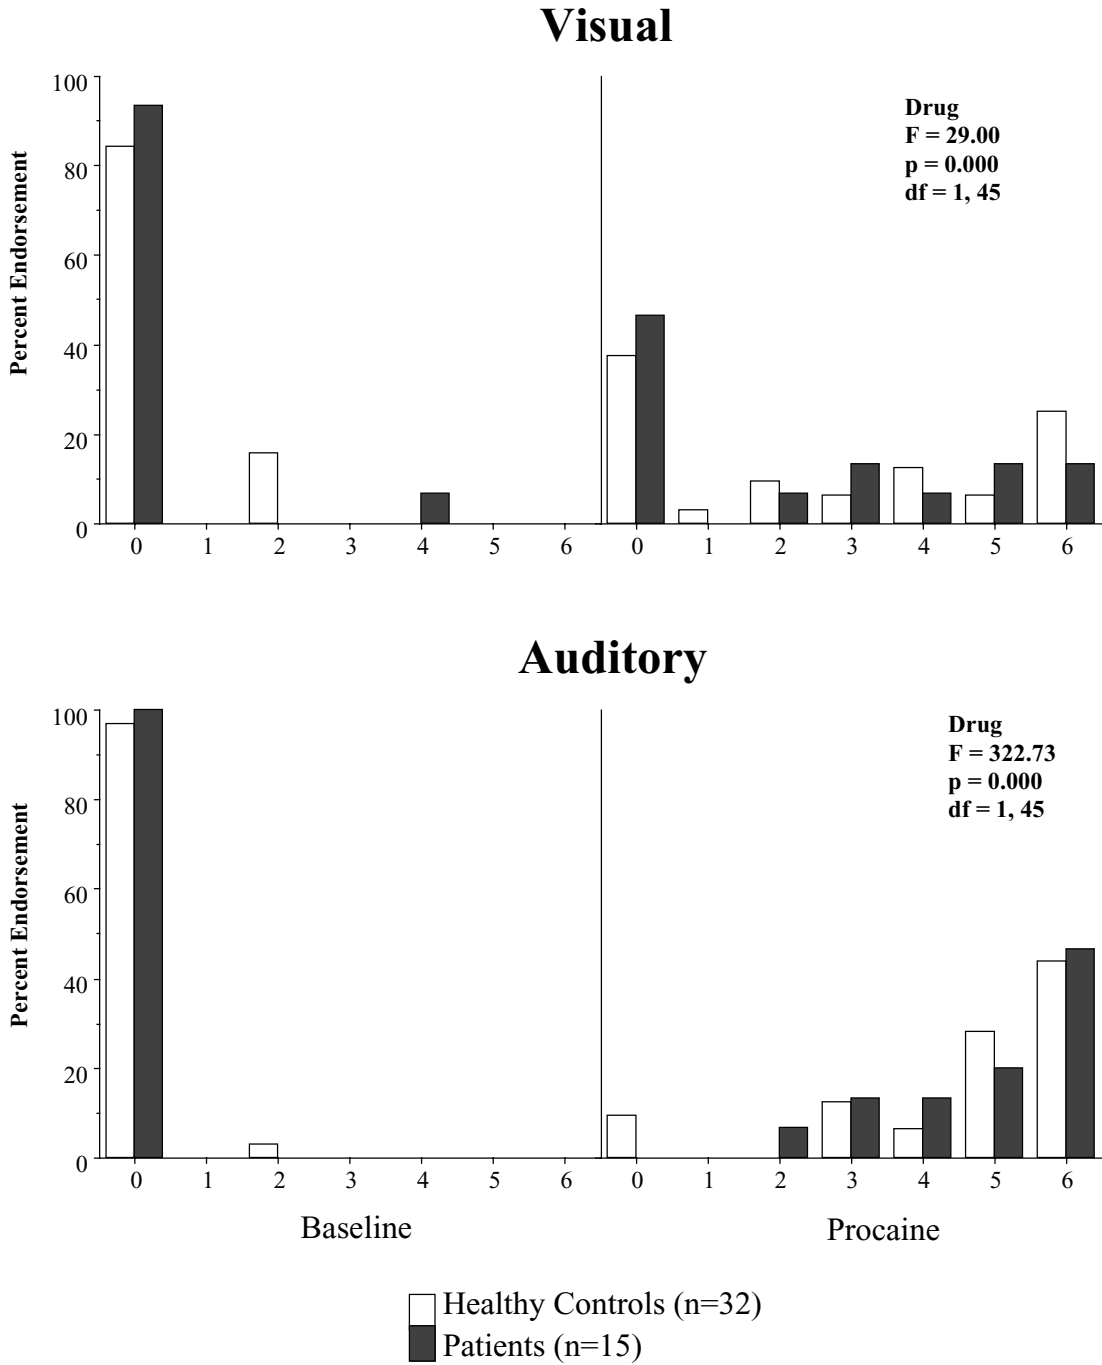 Visual
Percent Endorsement
100
80
60
40
20
0
Drug
F = 29.00
p = 0.000
df = 1, 45
0 1 2 3 4 5 6 0 1 2 3 4 5 6
Auditory
Percent Endorsement
100
80
60
40
20
0
Drug
F = 322.73
p = 0.000
df = 1, 45
0 1 2 3 4 5 6 0 1 2 3 4 5 6
Baseline Procaine
Healthy Controls (n=32)
Patients (n=15)